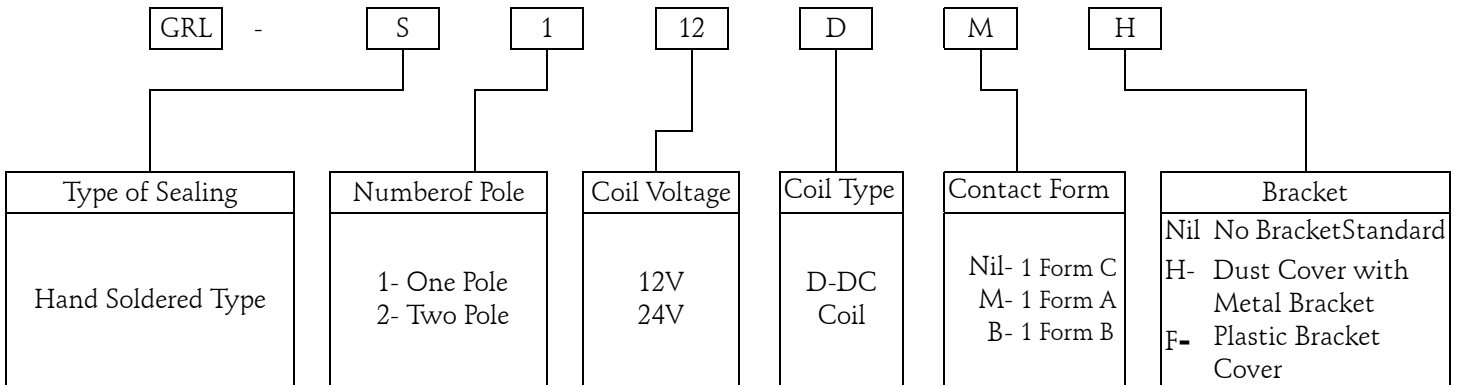 GRL - S 1 12 D M H
Type of Sealing
Hand Soldered Type
Numberof Pole
1- One Pole
2- Two Pole
Coil Voltage
12V
24V
Coil Type
D-DC
Coil
Contact Form
Nil- 1 Form C
M- 1 Form A
B- 1 Form B
Bracket
Nil No BracketStandard
H- Dust Cover with
Metal Bracket
F- Plastic Bracket
Cover